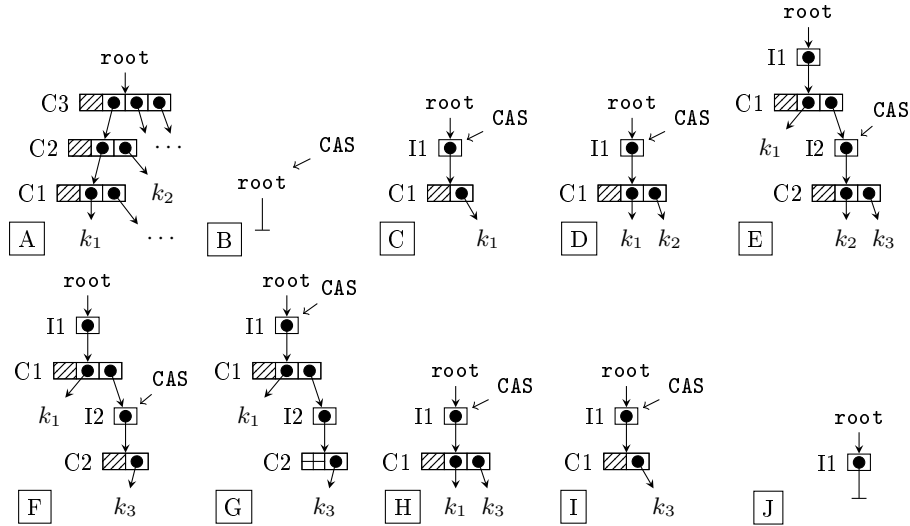 root
C3
C2 ...
C1 k2
k1 ...
A
root CAS
B
root CAS
I1
C1
k1
C
root CAS
I1
C1
k1 k2
D
root
I1
C1
k1 I2 CAS
C2
k2 k3
E
root
I1
C1
k1 I2 CAS
C2
k3
F
root CAS
I1
C1
k1 I2
C2
k3
G
root CAS
I1
C1
k1 k3
H
root CAS
I1
C1
k3
I
root
I1
J